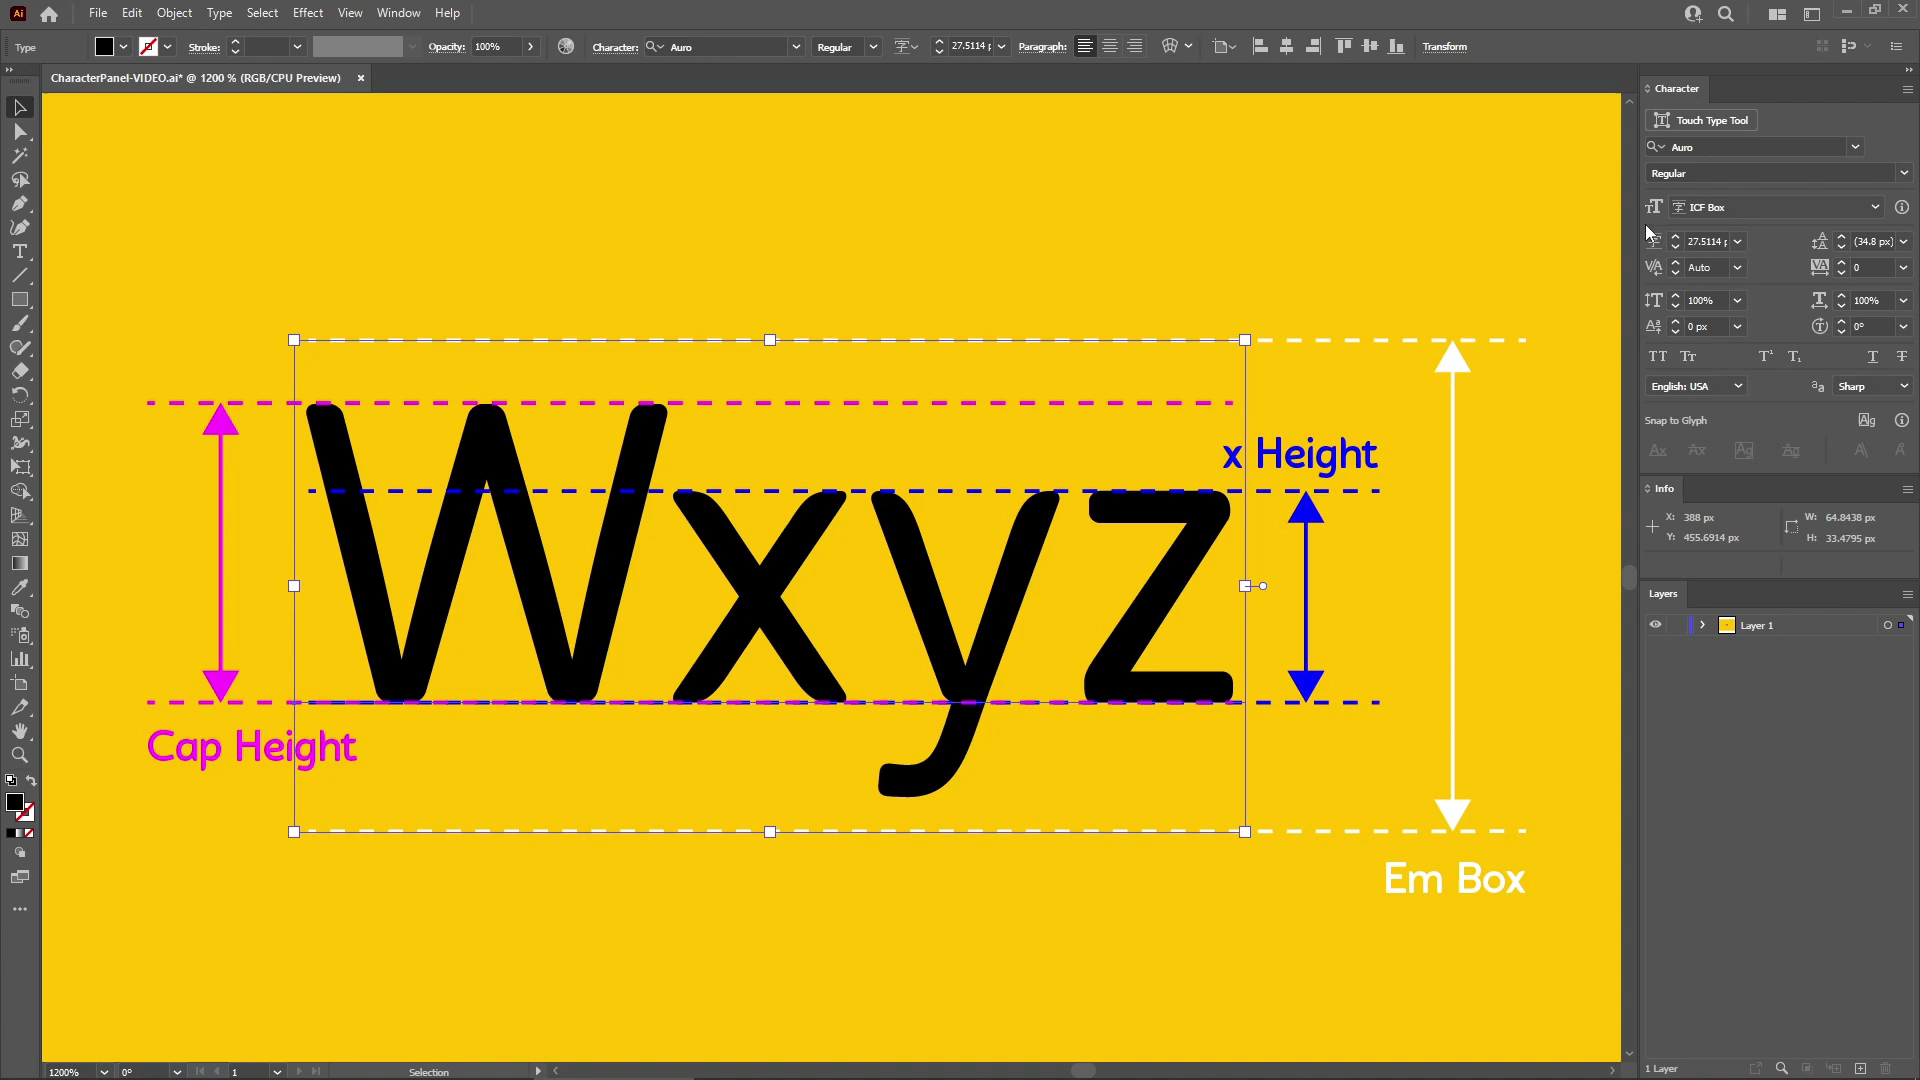 Ai File Edit Object Type Select Effect View Window Help
Type Stroke: Opacity: 100% Character: Auro Regular 27.5114 Paragraph: Transform
CharacterPanel-VIDEO.ai* @ 1200 % (RGB/CPU Preview) ×
Character
Touch Type Tool
Auro
Regular
ICF Box
27.5114 (34.8 px)
Auto 0
100% 100%
0 px 0°
English: USA Sharp
Snap to Glyph
Info
X: 388 px W: 64.8438 px
Y: 455.6914 px H: 33.4795 px
Layers
Layer 1
x Height
Wxyz
Cap Height
Em Box
1200% 0° 1 Selection
1 Layer